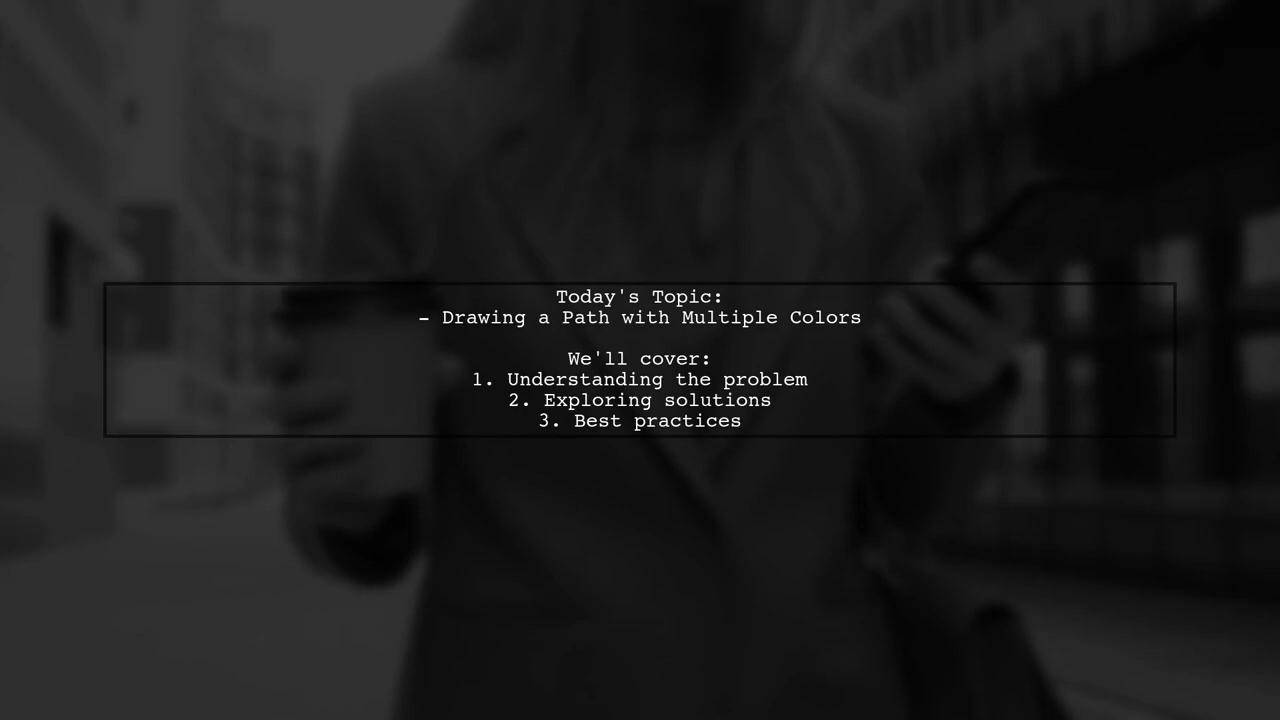 Today's Topic:
– Drawing a Path with Multiple Colors
We'll cover:
1. Understanding the problem
2. Exploring solutions
3. Best practices